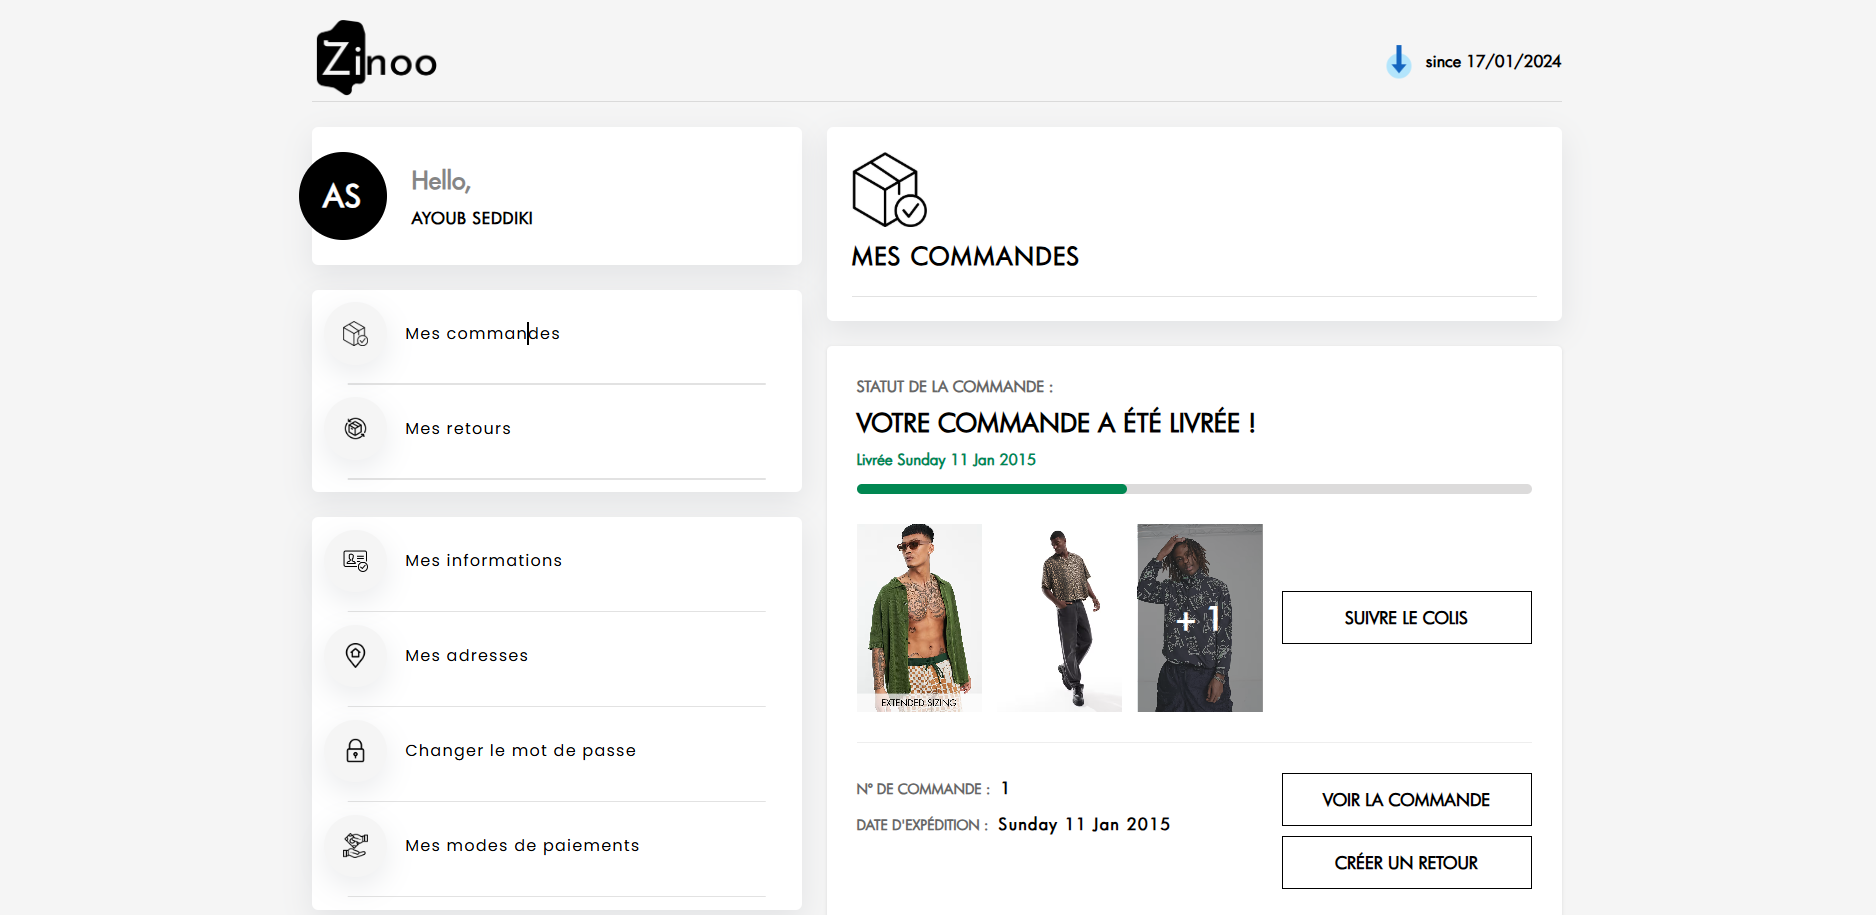 Zinoo
since 17/01/2024
AS
Hello,
AYOUB SEDDIKI
Mes commandes
Mes retours
Mes informations
Mes adresses
Changer le mot de passe
Mes modes de paiements
MES COMMANDES
STATUT DE LA COMMANDE :
VOTRE COMMANDE A ÉTÉ LIVRÉE !
Livrée Sunday 11 Jan 2015
EXTENDED SIZING
+ 1
SUIVRE LE COLIS
N° DE COMMANDE : 1
DATE D'EXPÉDITION : Sunday 11 Jan 2015
VOIR LA COMMANDE
CRÉER UN RETOUR